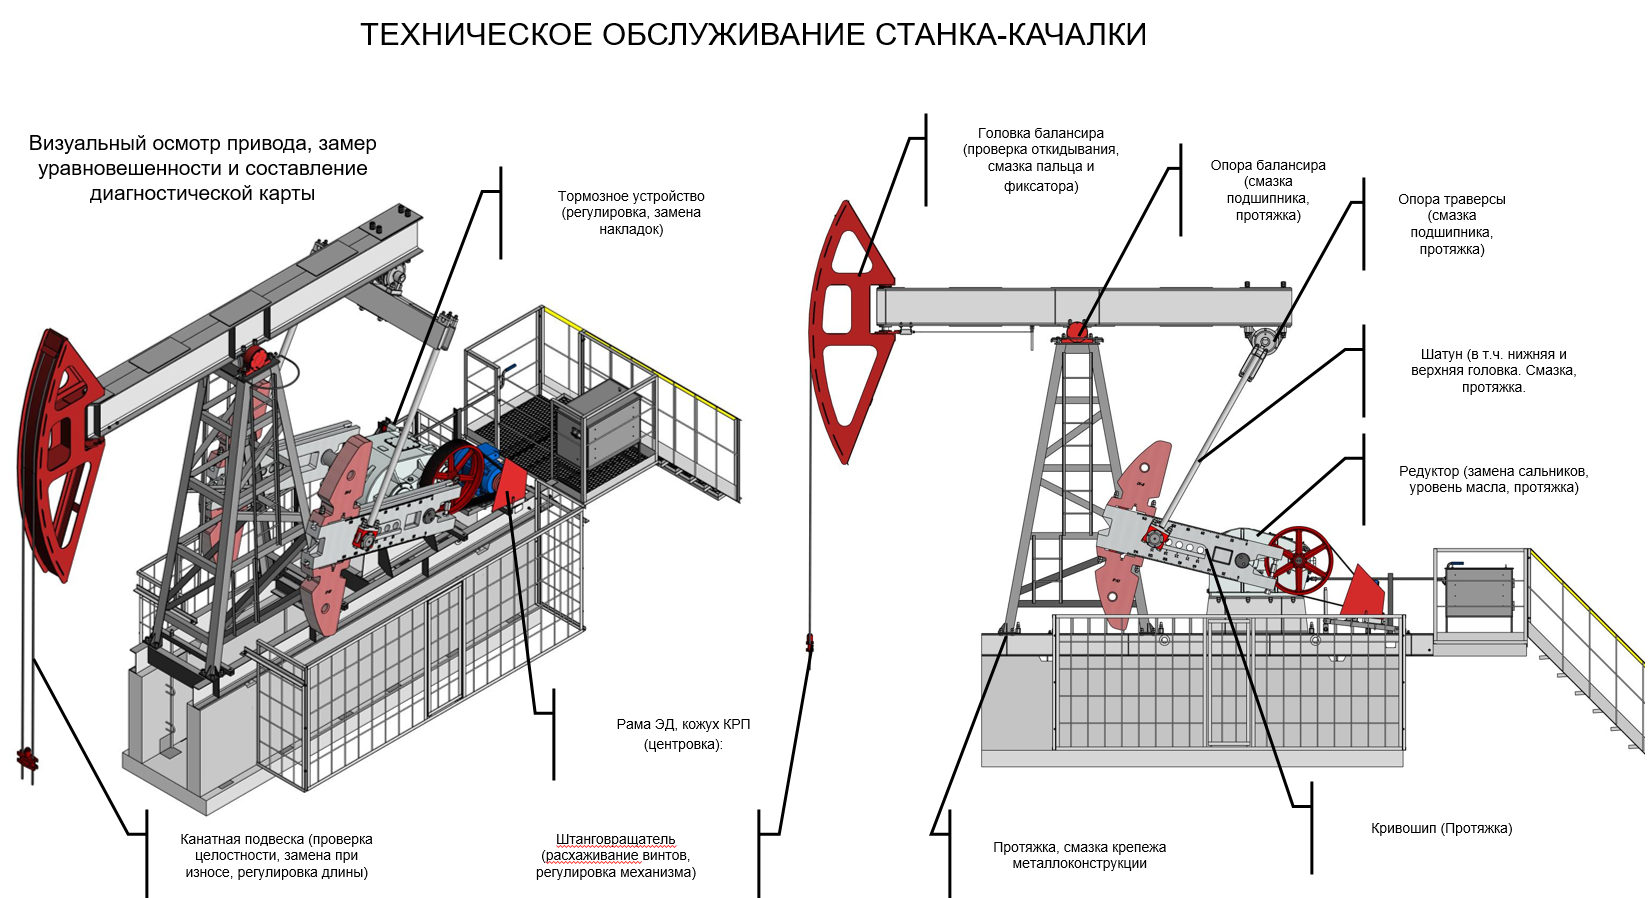 ТЕХНИЧЕСКОЕ ОБСЛУЖИВАНИЕ СТАНКА-КАЧАЛКИ
Визуальный осмотр привода, замер
уравновешенности и составление
диагностической карты
Тормозное устройство
(регулировка, замена
накладок)
Головка балансира
(проверка откидывания,
смазка пальца и
фиксатора)
Опора балансира
(смазка
подшипника,
протяжка)
Опора траверсы
(смазка
подшипника,
протяжка)
Шатун (в т.ч. нижняя и
верхняя головка. Смазка,
протяжка.
Редуктор (замена сальников,
уровень масла, протяжка)
Рама ЭД, кожух КРП
(центровка):
Канатная подвеска (проверка
целостности, замена при
износе, регулировка длины)
Штанговращатель
(расхаживание винтов,
регулировка механизма)
Протяжка, смазка крепежа
металлоконструкции
Кривошип (Протяжка)